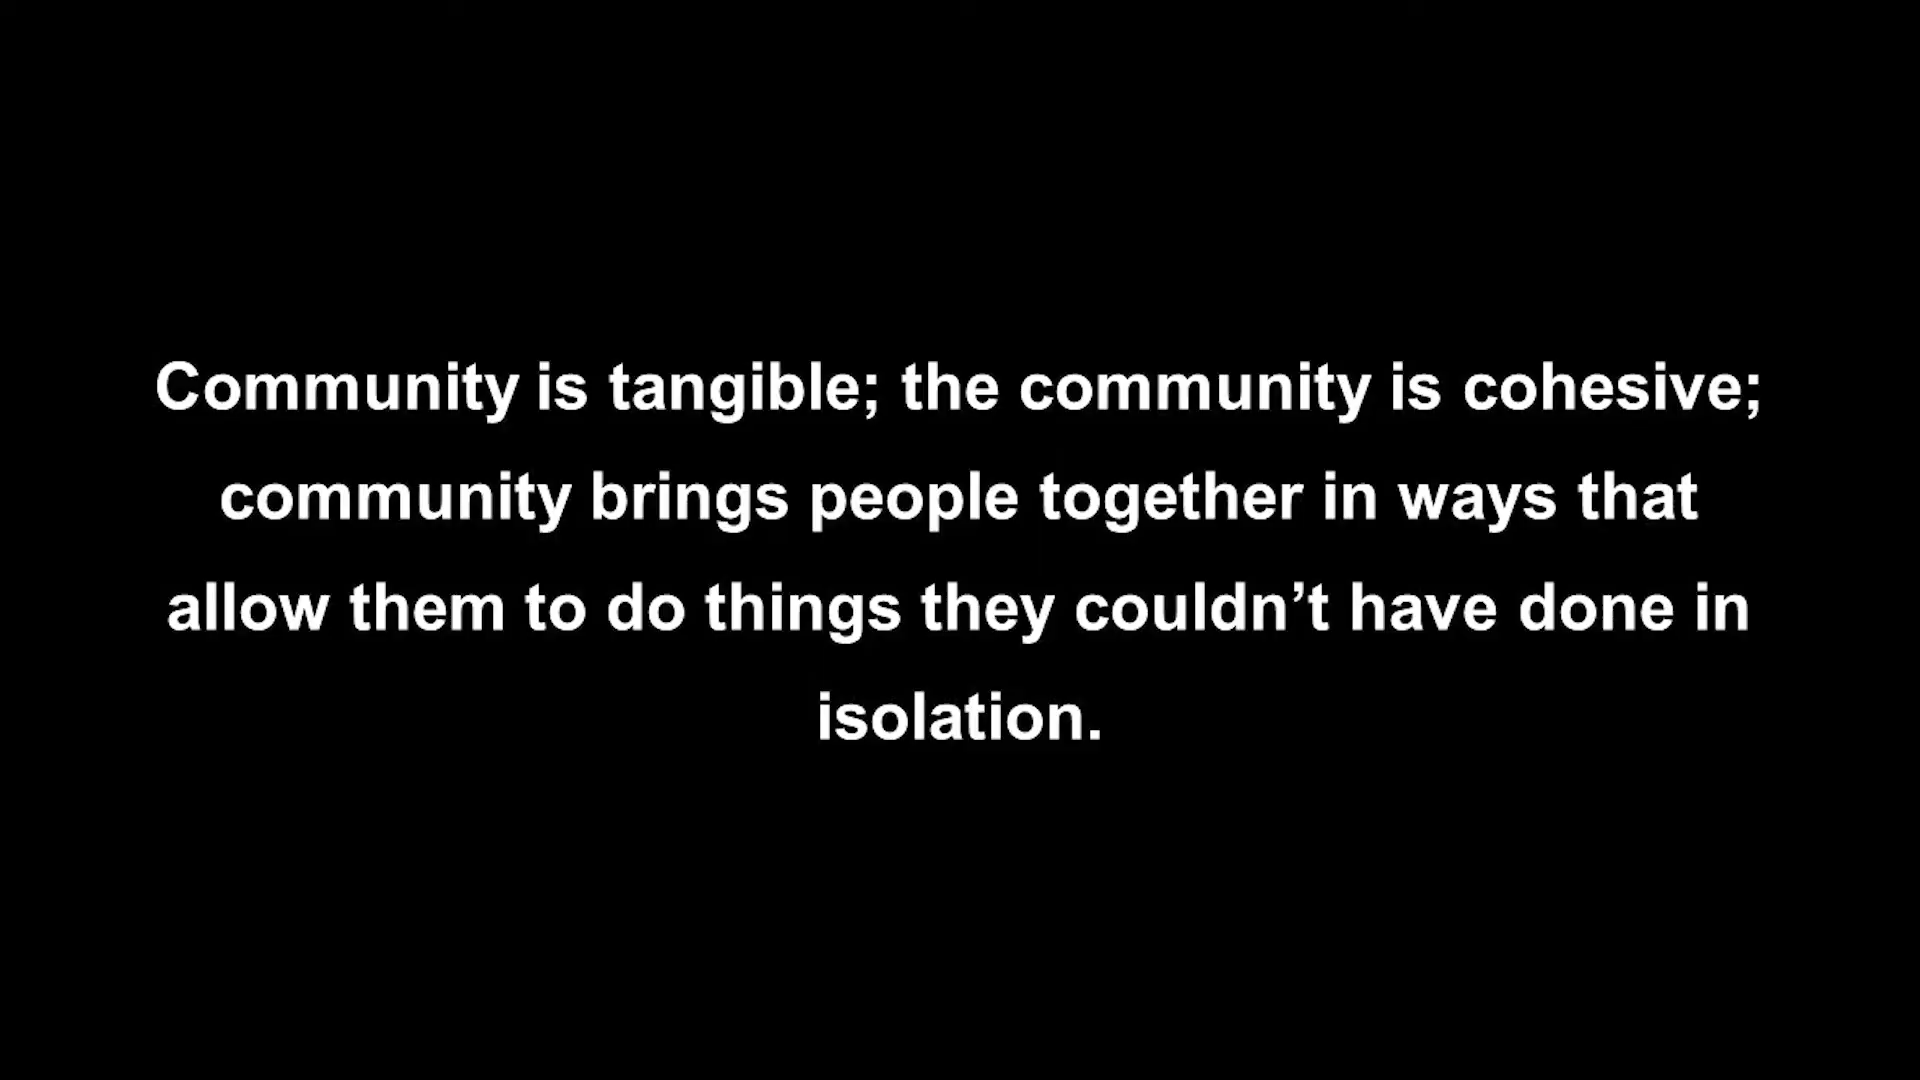 Community is tangible; the community is cohesive;
community brings people together in ways that
allow them to do things they couldn’t have done in
isolation.